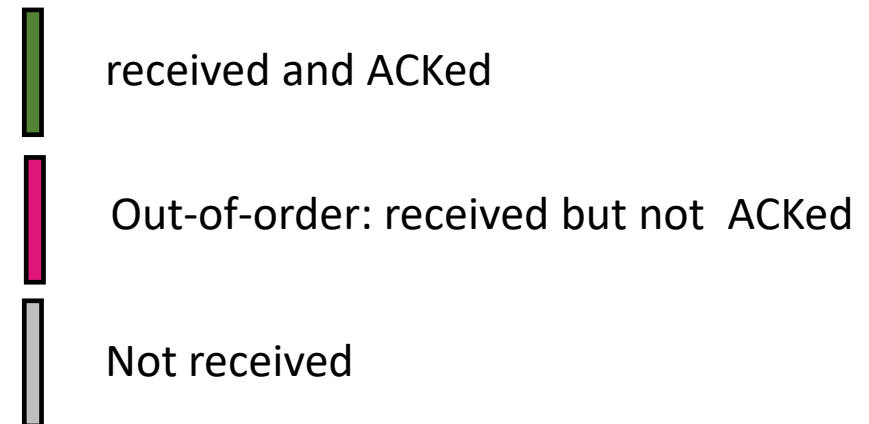 received and ACKed
Out-of-order: received but not ACKed
Not received